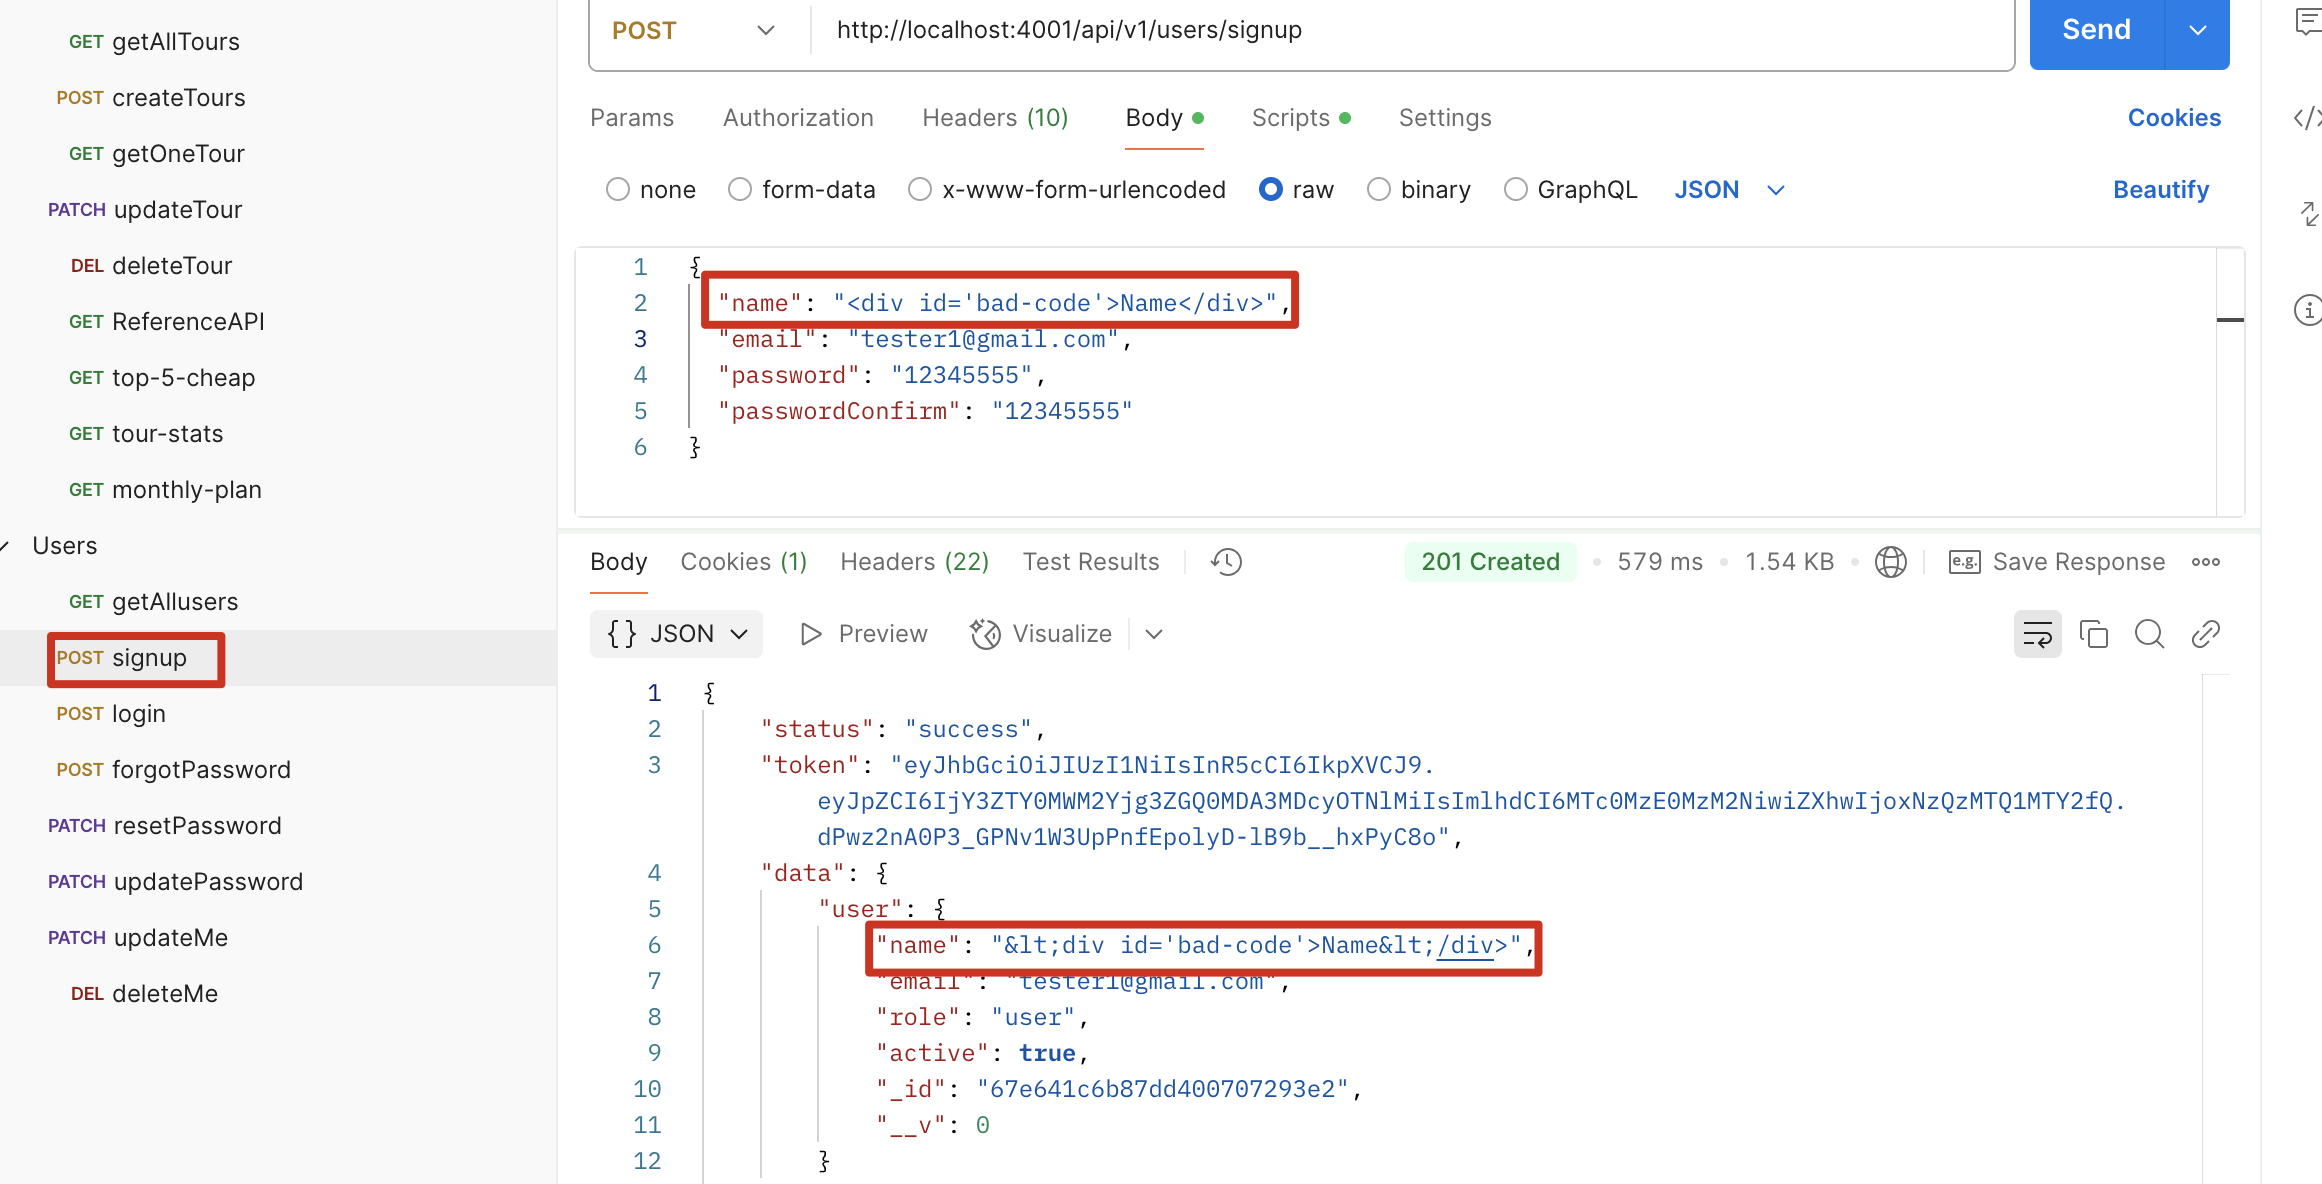 GET getAllTours
POST createTours
GET getOneTour
PATCH updateTour
DEL deleteTour
GET ReferenceAPI
GET top-5-cheap
GET tour-stats
GET monthly-plan
Users
GET getAllusers
POST signup
POST login
POST forgotPassword
PATCH resetPassword
PATCH updatePassword
PATCH updateMe
DEL deleteMe
POST http://localhost:4001/api/v1/users/signup Send
Params Authorization Headers (10) Body Scripts Settings Cookies
none form-data x-www-form-urlencoded raw binary GraphQL JSON Beautify
1 {
2 "name": "<div id='bad-code'>Name</div>",
3 "email": "tester1@gmail.com",
4 "password": "12345555",
5 "passwordConfirm": "12345555"
6 }
Body Cookies (1) Headers (22) Test Results 201 Created 579 ms 1.54 KB e.g. Save Response
{} JSON Preview Visualize
1 {
2 "status": "success",
3 "token": "eyJhbGciOiJIUzI1NiIsInR5cCI6IkpXVCJ9.
eyJpZCI6IjY3ZTY0MWM2Yjg3ZGQ0MDA3MDcyOTNlMiIsImlhdCI6MTc0MzE0MzM2NiwiZXhwIjoxNzQzMTQ1MTY2fQ.
dPwz2nA0P3_GPNv1W3UpPnfEpolyD-lB9b__hxPyC8o",
4 "data": {
5 "user": {
6 "name": "&lt;div id='bad-code'>Name&lt;/div>",
7 "email": "tester1@gmail.com",
8 "role": "user",
9 "active": true,
10 "_id": "67e641c6b87dd400707293e2",
11 "__v": 0
12 }